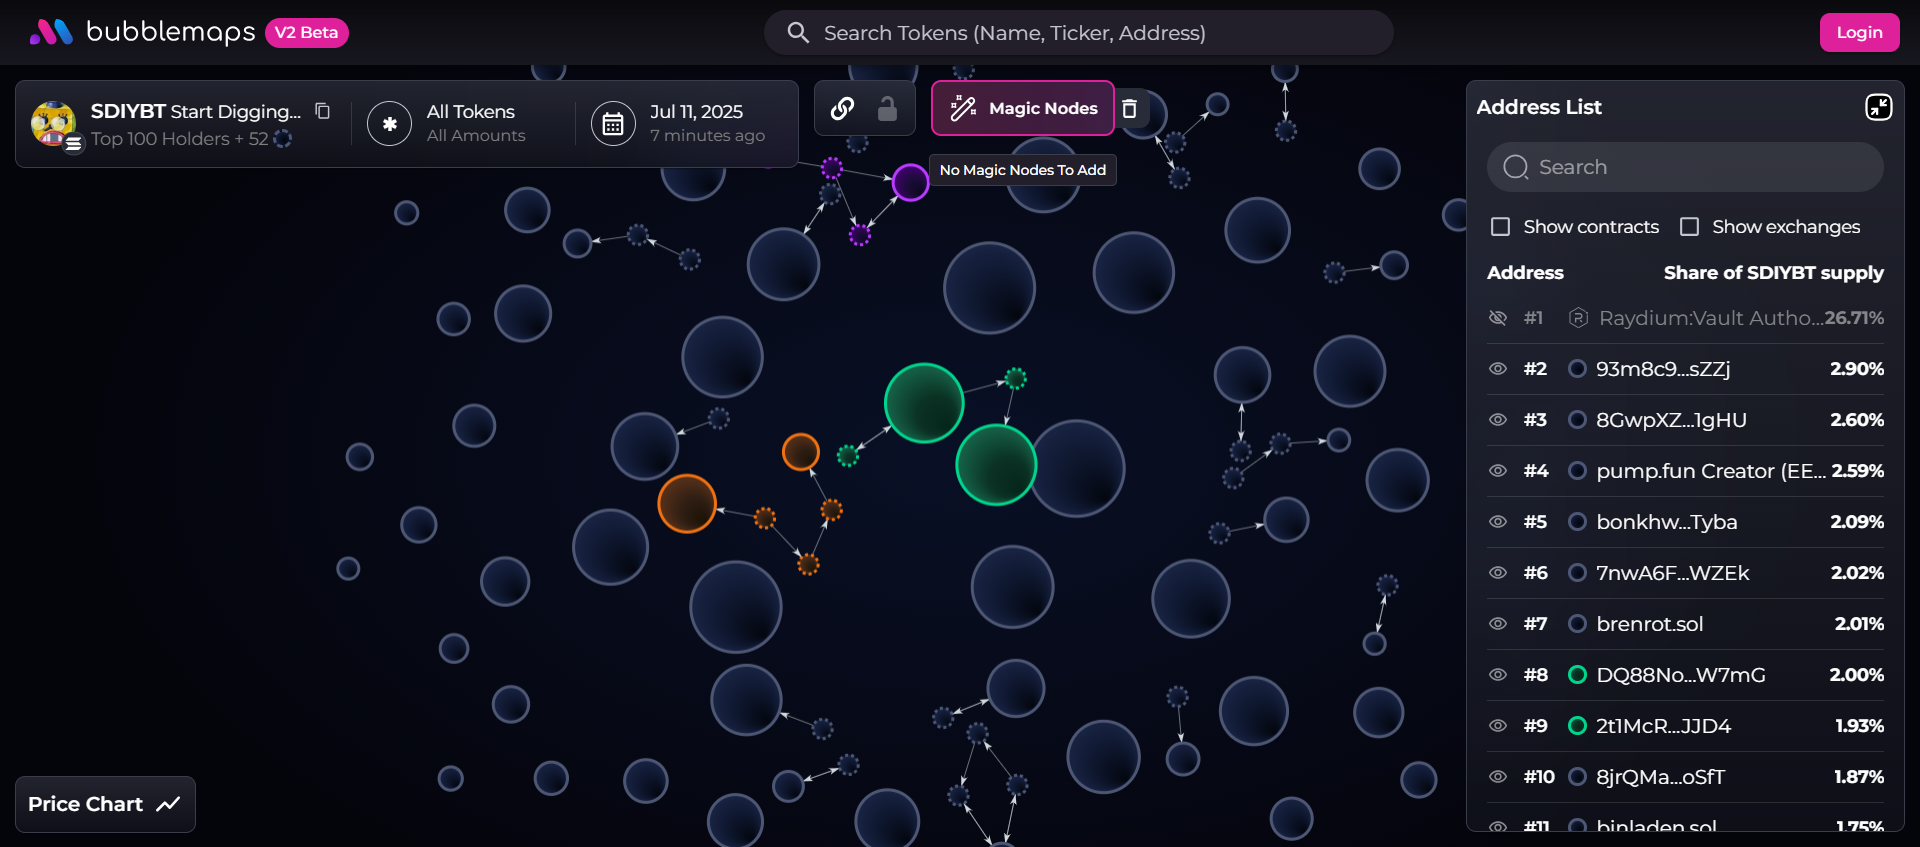 bubblemaps V2 Beta
Search Tokens (Name, Ticker, Address)
Login
SDIYBT Start Digging...
Top 100 Holders + 52
All Tokens
All Amounts
Jul 11, 2025
7 minutes ago
Magic Nodes
No Magic Nodes To Add
Address List
Search
Show contracts Show exchanges
Address Share of SDIYBT supply
#1 Raydium:Vault Autho... 26.71%
#2 93m8c9...sZZj 2.90%
#3 8GwpXZ...1gHU 2.60%
#4 pump.fun Creator (EE... 2.59%
#5 bonkhw...Tyba 2.09%
#6 7nwA6F...WZEk 2.02%
#7 brenrot.sol 2.01%
#8 DQ88No...W7mG 2.00%
#9 2t1McR...JJD4 1.93%
#10 8jrQMa...oSfT 1.87%
#11 binladen.sol 1.75%
Price Chart